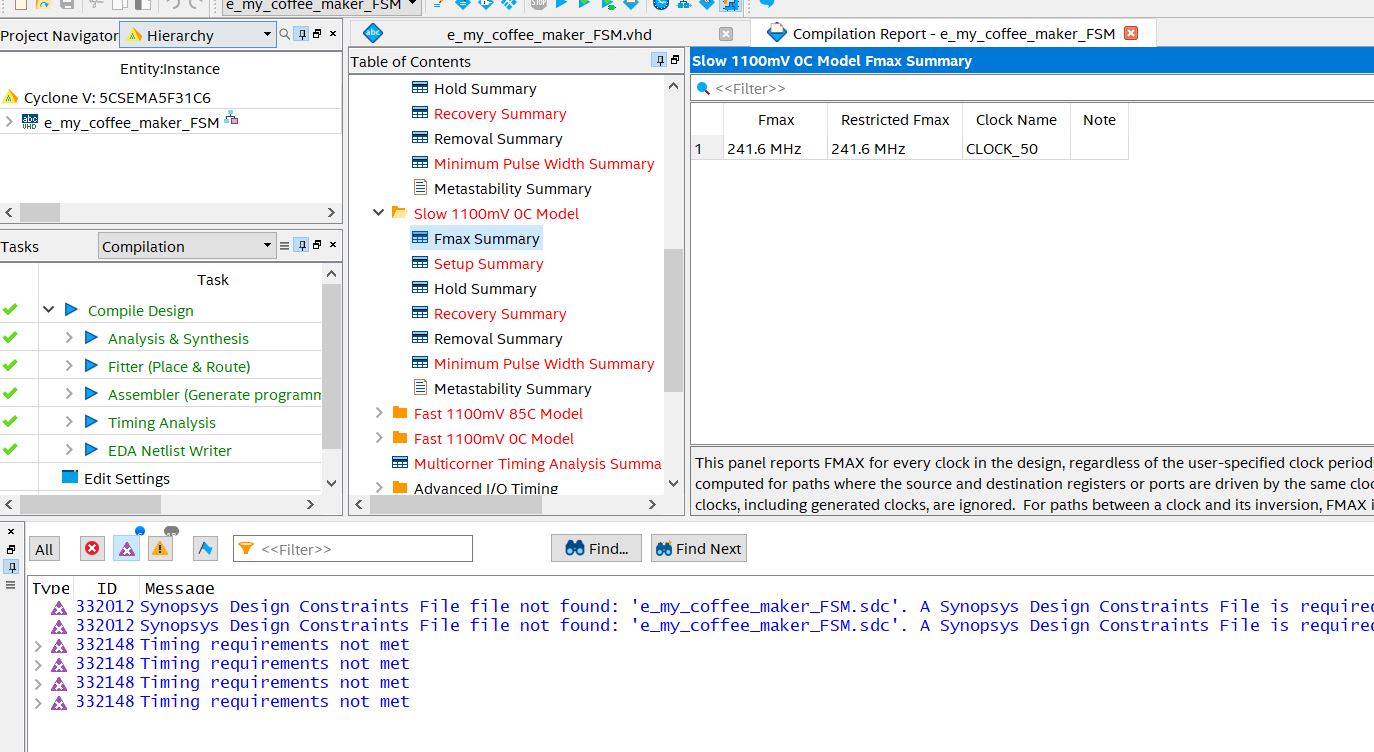 e_my_coffee_maker_FSM
Project Navigator
Hierarchy
Entity:Instance
Cyclone V: 5CSEMA5F31C6
e_my_coffee_maker_FSM
Tasks
Compilation
Task
Compile Design
Analysis & Synthesis
Fitter (Place & Route)
Assembler (Generate programm
Timing Analysis
EDA Netlist Writer
Edit Settings
e_my_coffee_maker_FSM.vhd
Compilation Report - e_my_coffee_maker_FSM
Table of Contents
Hold Summary
Recovery Summary
Removal Summary
Minimum Pulse Width Summary
Metastability Summary
Slow 1100mV 0C Model
Fmax Summary
Setup Summary
Hold Summary
Recovery Summary
Removal Summary
Minimum Pulse Width Summary
Metastability Summary
Fast 1100mV 85C Model
Fast 1100mV 0C Model
Multicorner Timing Analysis Summa
Advanced I/O Timing
Slow 1100mV 0C Model Fmax Summary
<<Filter>>
Fmax Restricted Fmax Clock Name Note
1 241.6 MHz 241.6 MHz CLOCK_50
This panel reports FMAX for every clock in the design, regardless of the user-specified clock periods
computed for paths where the source and destination registers or ports are driven by the same cloc
clocks, including generated clocks, are ignored. For paths between a clock and its inversion, FMAX i
All
<<Filter>>
Find...
Find Next
Type ID Message
332012 Synopsys Design Constraints File file not found: 'e_my_coffee_maker_FSM.sdc'. A Synopsys Design Constraints File is required
332012 Synopsys Design Constraints File file not found: 'e_my_coffee_maker_FSM.sdc'. A Synopsys Design Constraints File is required
332148 Timing requirements not met
332148 Timing requirements not met
332148 Timing requirements not met
332148 Timing requirements not met